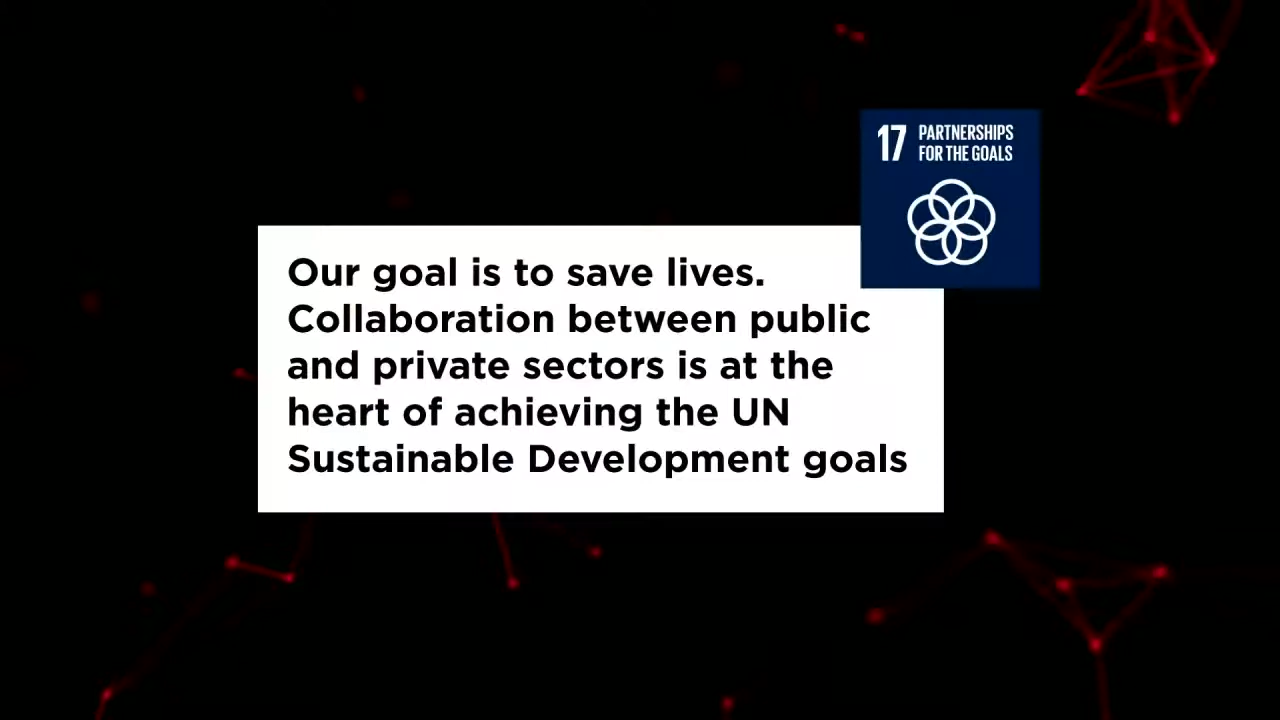 17 PARTNERSHIPS
FOR THE GOALS
Our goal is to save lives.
Collaboration between public
and private sectors is at the
heart of achieving the UN
Sustainable Development goals